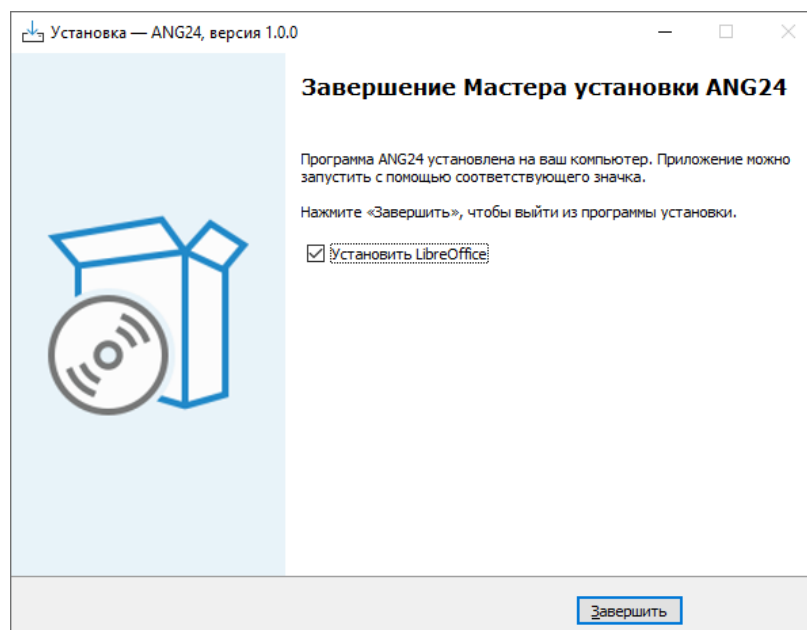 Установка — ANG24, версия 1.0.0
Завершение Мастера установки ANG24
Программа ANG24 установлена на ваш компьютер. Приложение можно
запустить с помощью соответствующего значка.
Нажмите «Завершить», чтобы выйти из программы установки.
Установить LibreOffice
Завершить